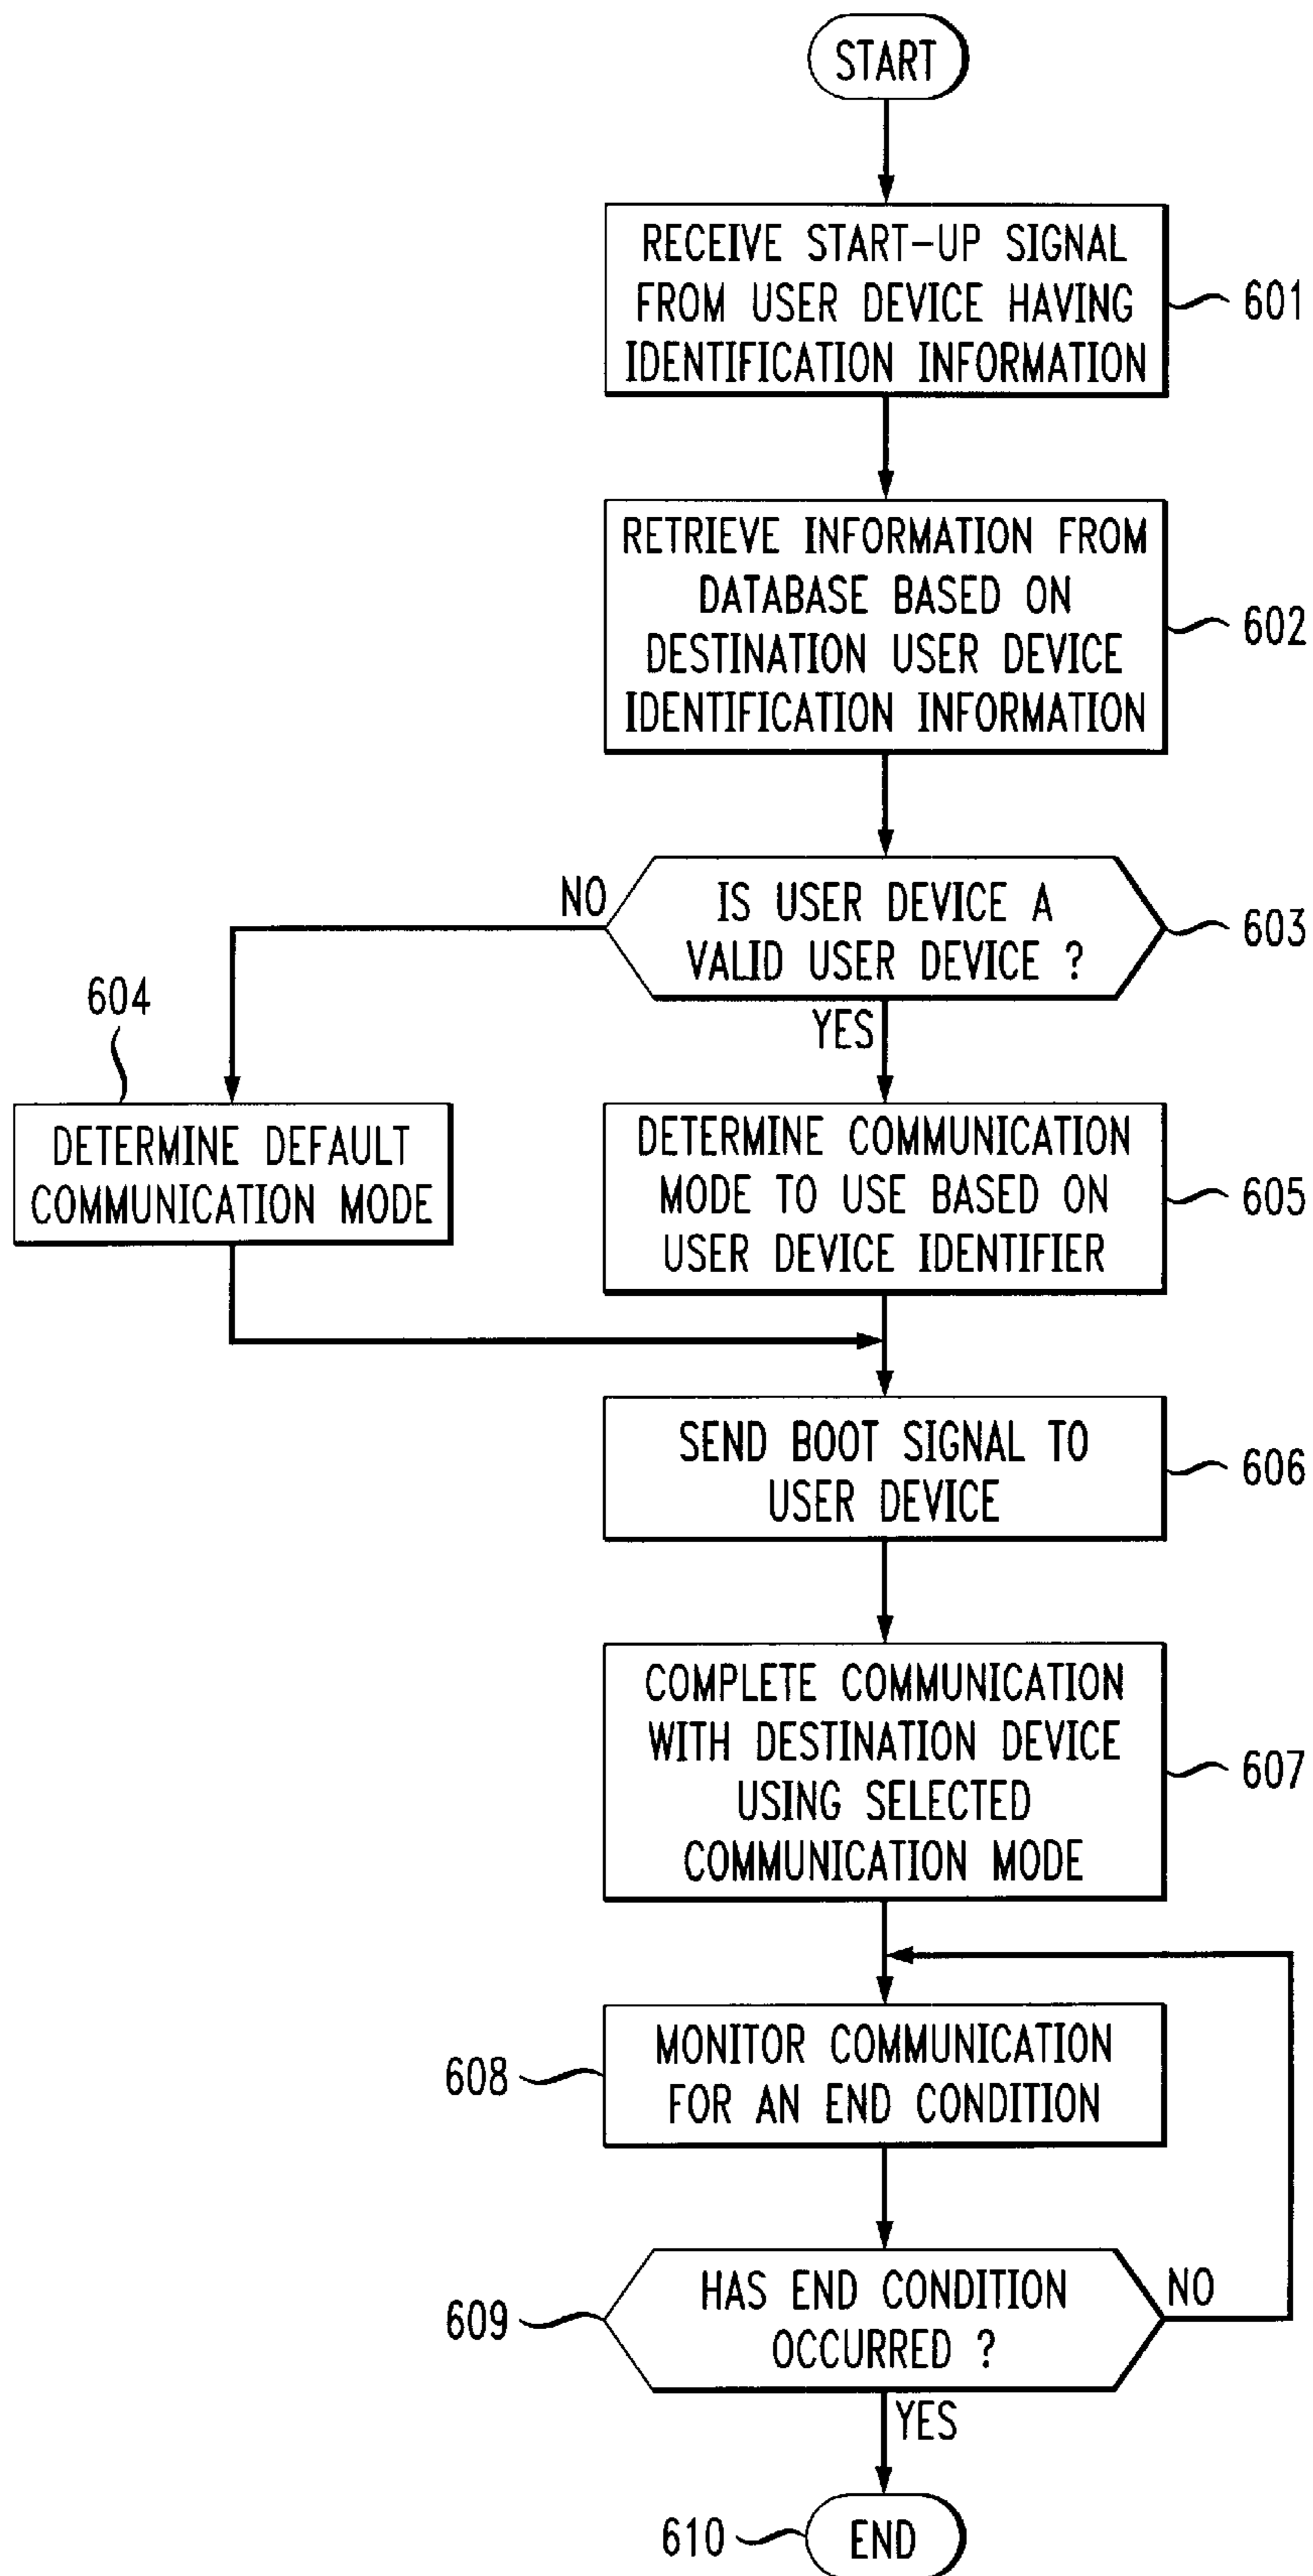 START
RECEIVE START-UP SIGNAL
FROM USER DEVICE HAVING
IDENTIFICATION INFORMATION
601
RETRIEVE INFORMATION FROM
DATABASE BASED ON
DESTINATION USER DEVICE
IDENTIFICATION INFORMATION
602
NO
IS USER DEVICE A
VALID USER DEVICE ?
603
YES
604
DETERMINE DEFAULT
COMMUNICATION MODE
DETERMINE COMMUNICATION
MODE TO USE BASED ON
USER DEVICE IDENTIFIER
605
SEND BOOT SIGNAL TO
USER DEVICE
606
COMPLETE COMMUNICATION
WITH DESTINATION DEVICE
USING SELECTED
COMMUNICATION MODE
607
MONITOR COMMUNICATION
FOR AN END CONDITION
608
HAS END CONDITION
OCCURRED ?
NO
609
YES
610
END